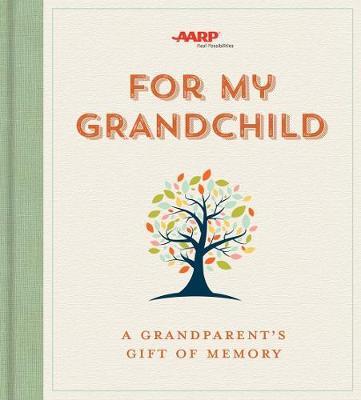 AARP
Real Possibilities
FOR MY
GRANDCHILD
A GRANDPARENT'S
GIFT OF MEMORY